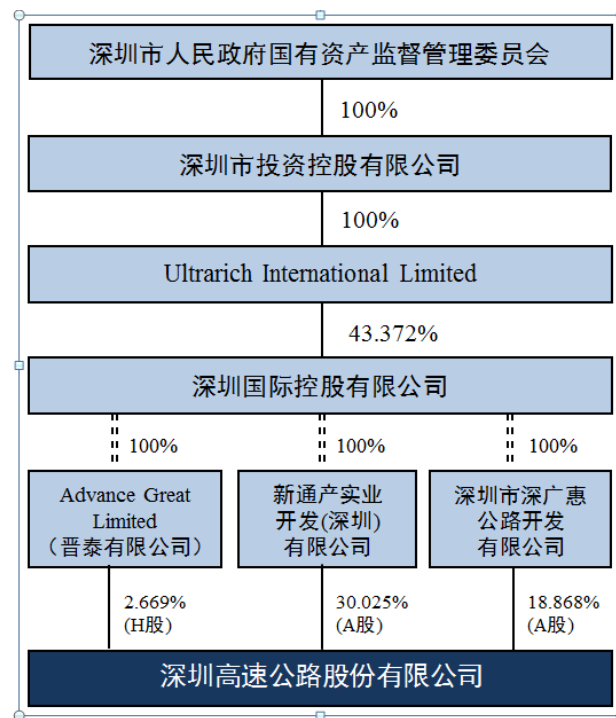 深圳市人民政府国有资产监督管理委员会
100%
深圳市投资控股有限公司
100%
Ultrarich International Limited
43.372%
深圳国际控股有限公司
100%
100%
100%
Advance Great
Limited
（晋泰有限公司）
新通产实业
开发(深圳)
有限公司
深圳市深广惠
公路开发
有限公司
2.669%
(H股)
30.025%
(A股)
18.868%
(A股)
深圳高速公路股份有限公司